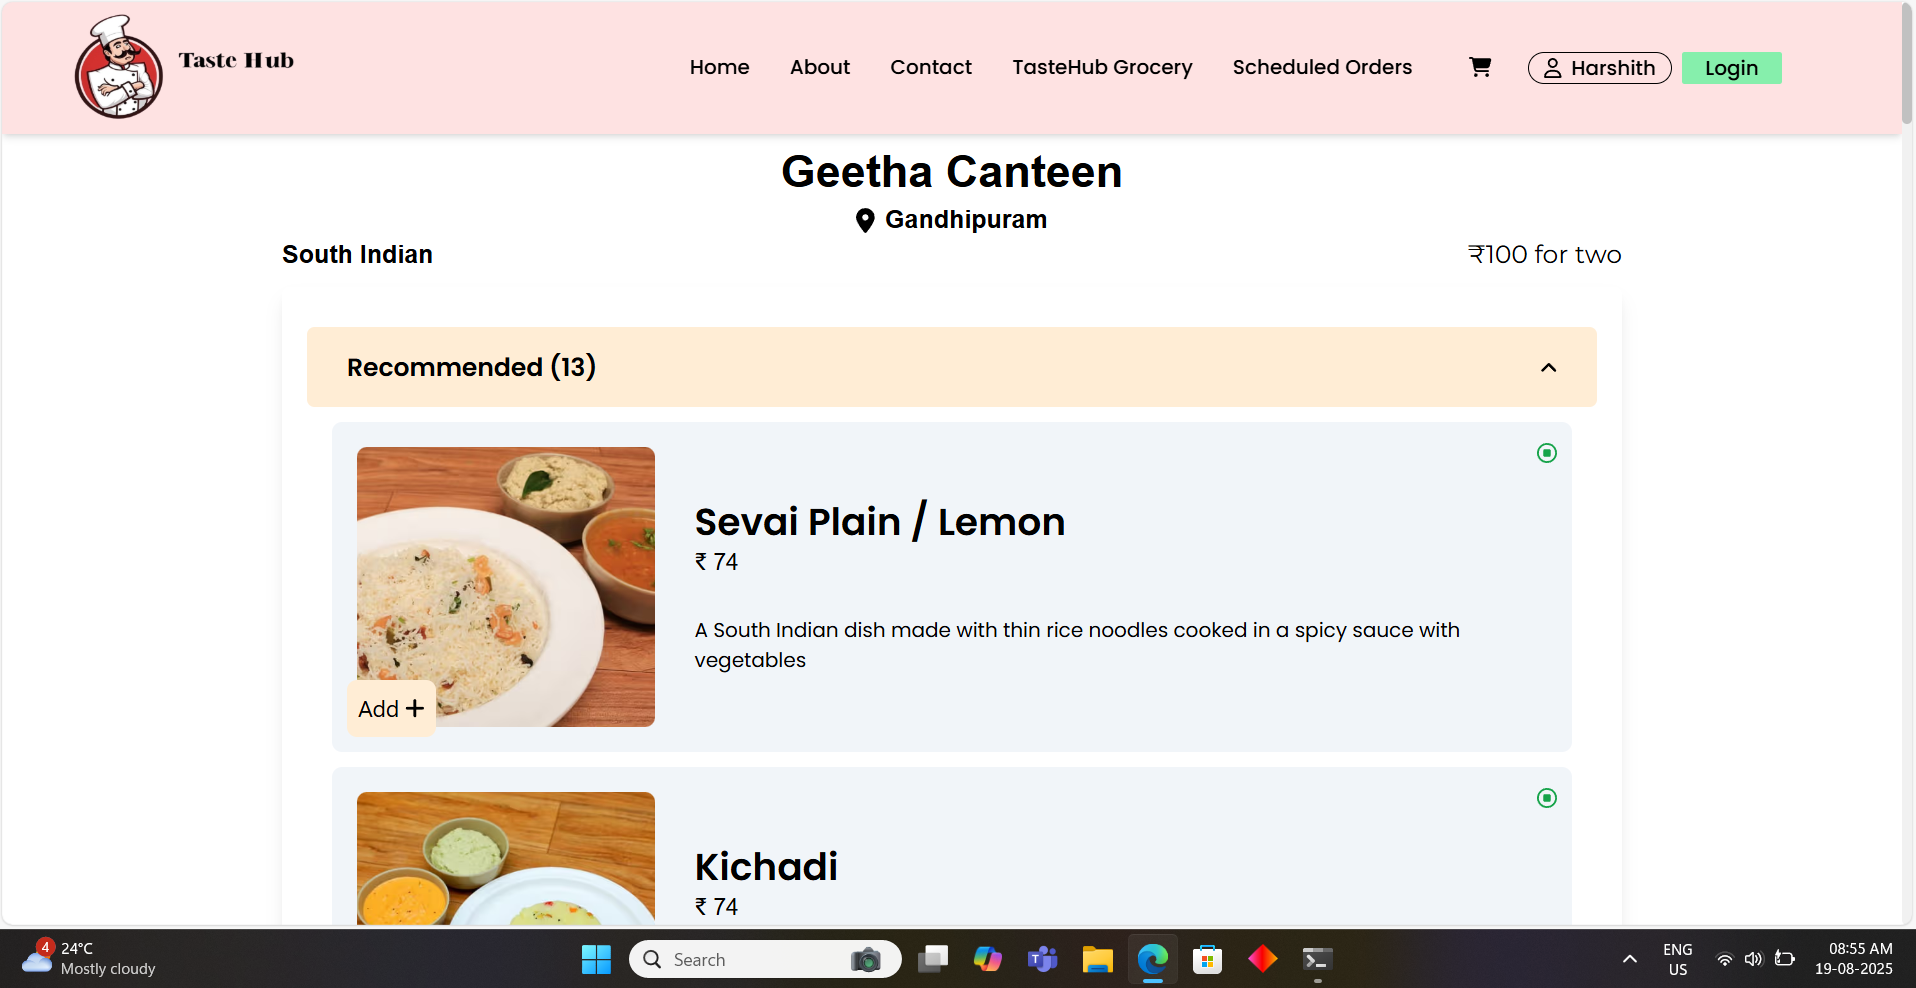 Taste Hub
Home About Contact TasteHub Grocery Scheduled Orders Harshith Login
Geetha Canteen
Gandhipuram
South Indian ₹100 for two
Recommended (13)
Sevai Plain / Lemon
₹ 74
A South Indian dish made with thin rice noodles cooked in a spicy sauce with
vegetables
Add +
Kichadi
₹ 74
4
24°C
Mostly cloudy
Search
ENG
US
08:55 AM
19-08-2025